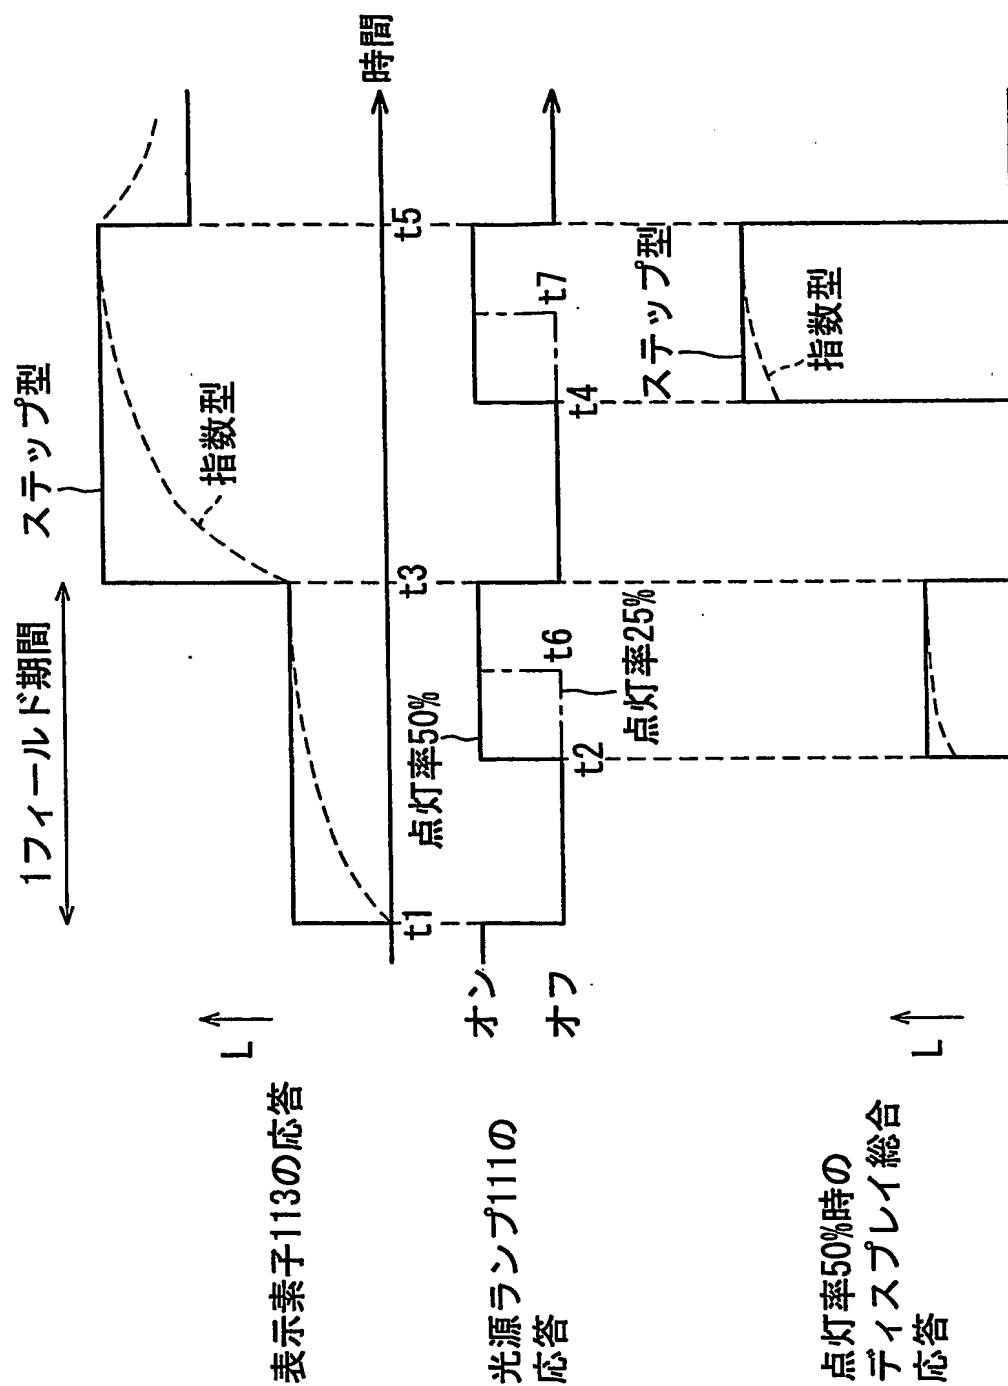 1フィールド期間
ステップ型
指数型
L
表示素子113の応答
時間
t1
t3
t5
点灯率50%
オン
オフ
光源ランプ111の
応答
t2
t6
t4
t7
点灯率25%
ステップ型
指数型
L
点灯率50%時の
ディスプレイ総合
応答